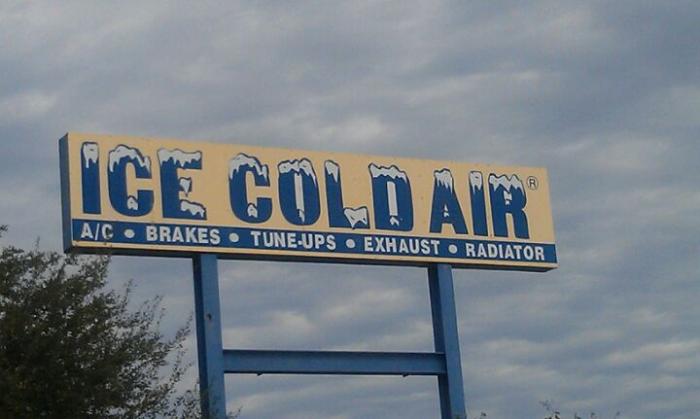 ICE COLD AIR®
A/C • BRAKES • TUNE-UPS • EXHAUST • RADIATOR